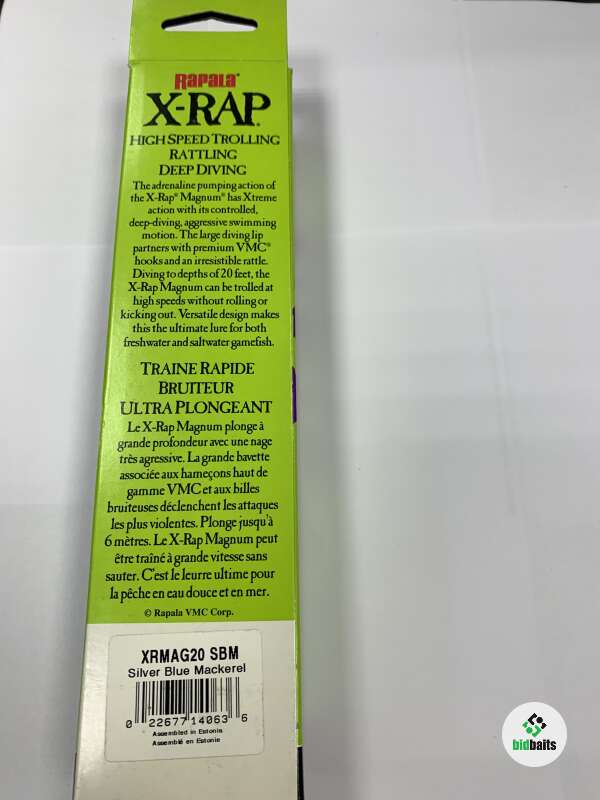 Rapala®
X-RAP®
HIGH SPEED TROLLING
RATTLING
DEEP DIVING
The adrenaline pumping action of
the X-Rap® Magnum® has Xtreme
action with its controlled,
deep-diving, aggressive swimming
motion. The large diving lip
partners with premium VMC®
hooks and an irresistible rattle.
Diving to depths of 20 feet, the
X-Rap Magnum can be trolled at
high speeds without rolling or
kicking out. Versatile design makes
this the ultimate lure for both
freshwater and saltwater gamefish.
TRAINE RAPIDE
BRUITEUR
ULTRA PLONGEANT
Le X-Rap Magnum plonge à
grande profondeur avec une nage
très agressive. La grande bavette
associée aux hameçons haut de
gamme VMC et aux billes
bruiteuses déclenchent les attaques
les plus violentes. Plonge jusqu'à
6 mètres. Le X-Rap Magnum peut
être traîné à grande vitesse sans
sauter. C'est le leurre ultime pour
la pêche en eau douce et en mer.
© Rapala VMC Corp.
XRMAG20 SBM
Silver Blue Mackerel
0 22677 14063 6
Assembled in Estonia
Assemblé en Estonie
bidbaits